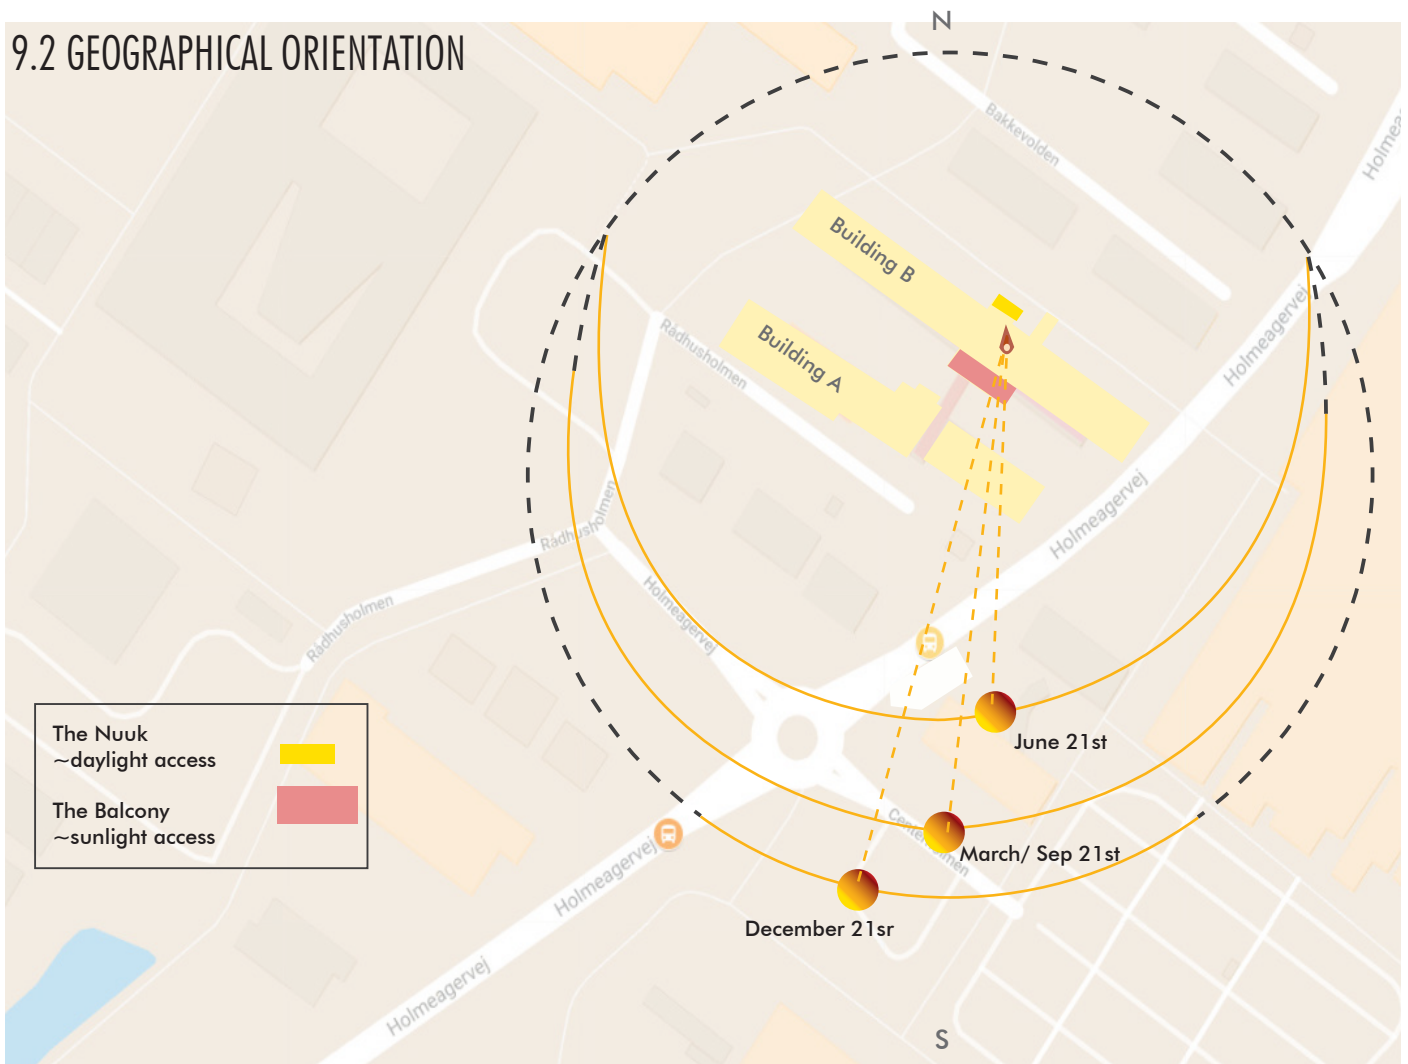 N
9.2 GEOGRAPHICAL ORIENTATION
Bakkevolden
Holmeage
Building B
Building A
Rådhusholmen
Holmeagervej
Holmeagervej
Rådhusholmen
Rådhusholmen
Holmeagervej
June 21st
The Nuuk
~daylight access
The Balcony
~sunlight access
March/ Sep 21st
December 21sr
Holmeagervej
Holmeagervej
S